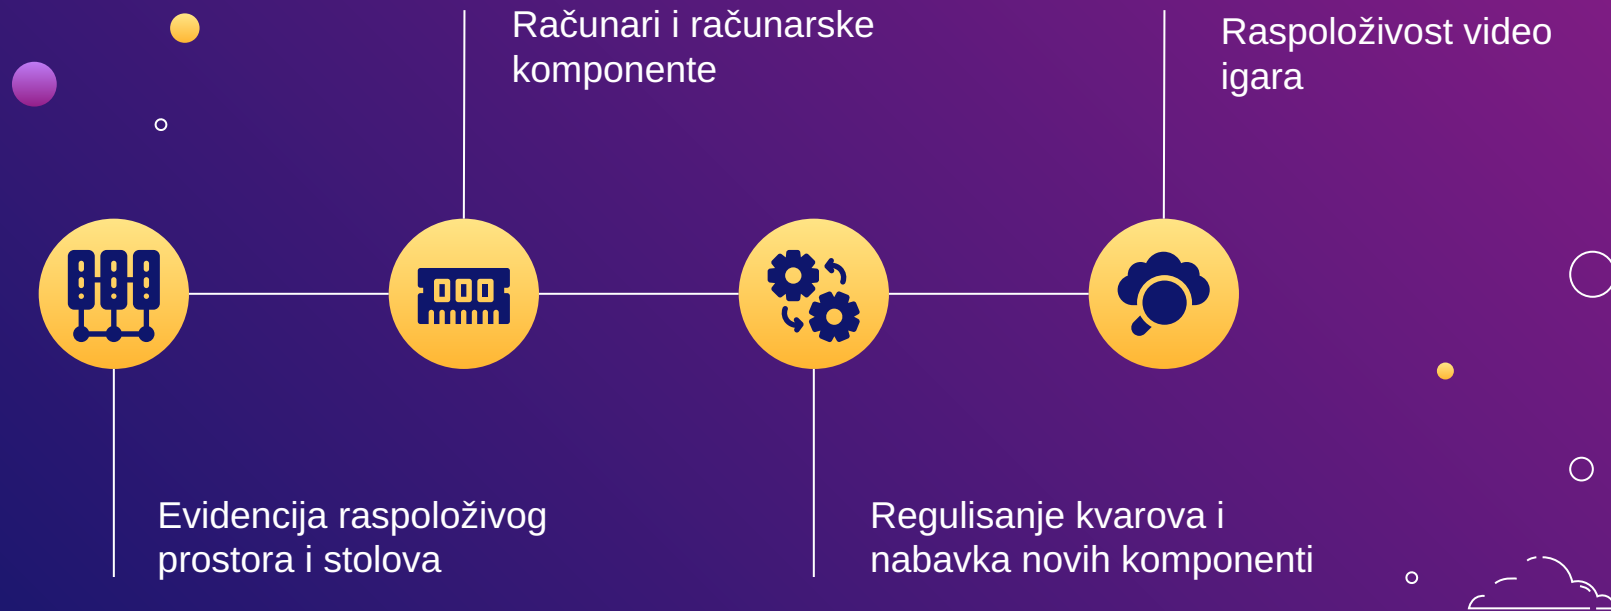 Računari i računarske
komponente
Raspoloživost video
igara
Evidencija raspoloživog
prostora i stolova
Regulisanje kvarova i
nabavka novih komponenti